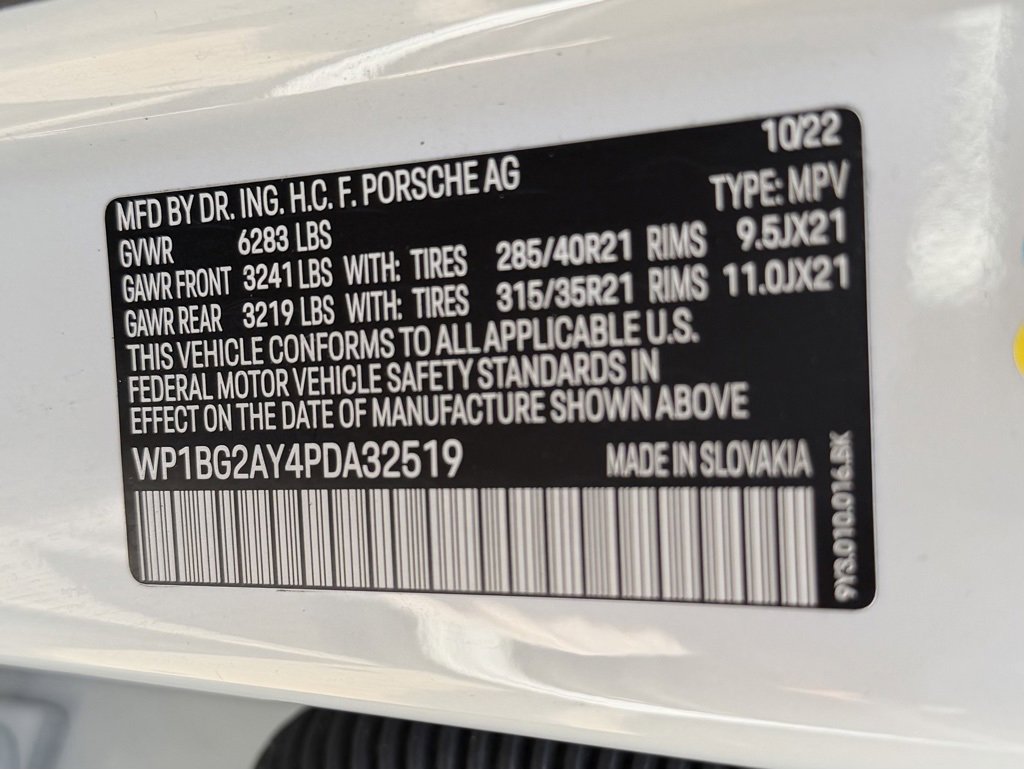 10/22
MFD BY DR. ING. H.C. F. PORSCHE AG TYPE: MPV
GVWR 6283 LBS
GAWR FRONT 3241 LBS WITH: TIRES 285/40R21 RIMS 9.5JX21
GAWR REAR 3219 LBS WITH: TIRES 315/35R21 RIMS 11.0JX21
THIS VEHICLE CONFORMS TO ALL APPLICABLE U.S.
FEDERAL MOTOR VEHICLE SAFETY STANDARDS IN
EFFECT ON THE DATE OF MANUFACTURE SHOWN ABOVE
WP1BG2AY4PDA32519 MADE IN SLOVAKIA
9Y3.010.016.BK